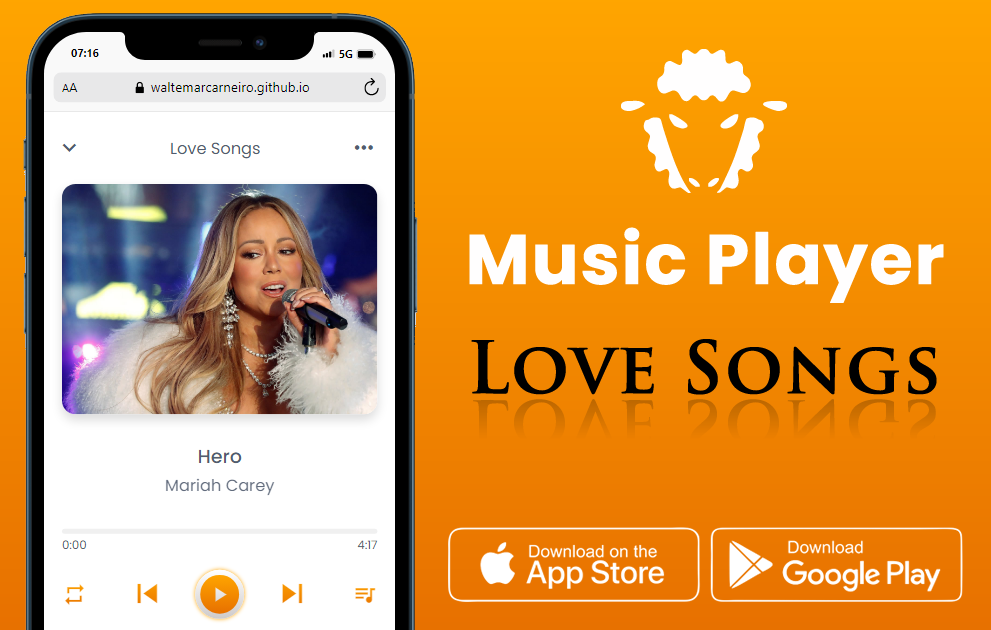 07:16
5G
AA
waltemarcarneiro.github.io
Love Songs
Hero
Mariah Carey
0:00
4:17
Music Player
LOVE SONGS
Download on the
App Store
Download
Google Play